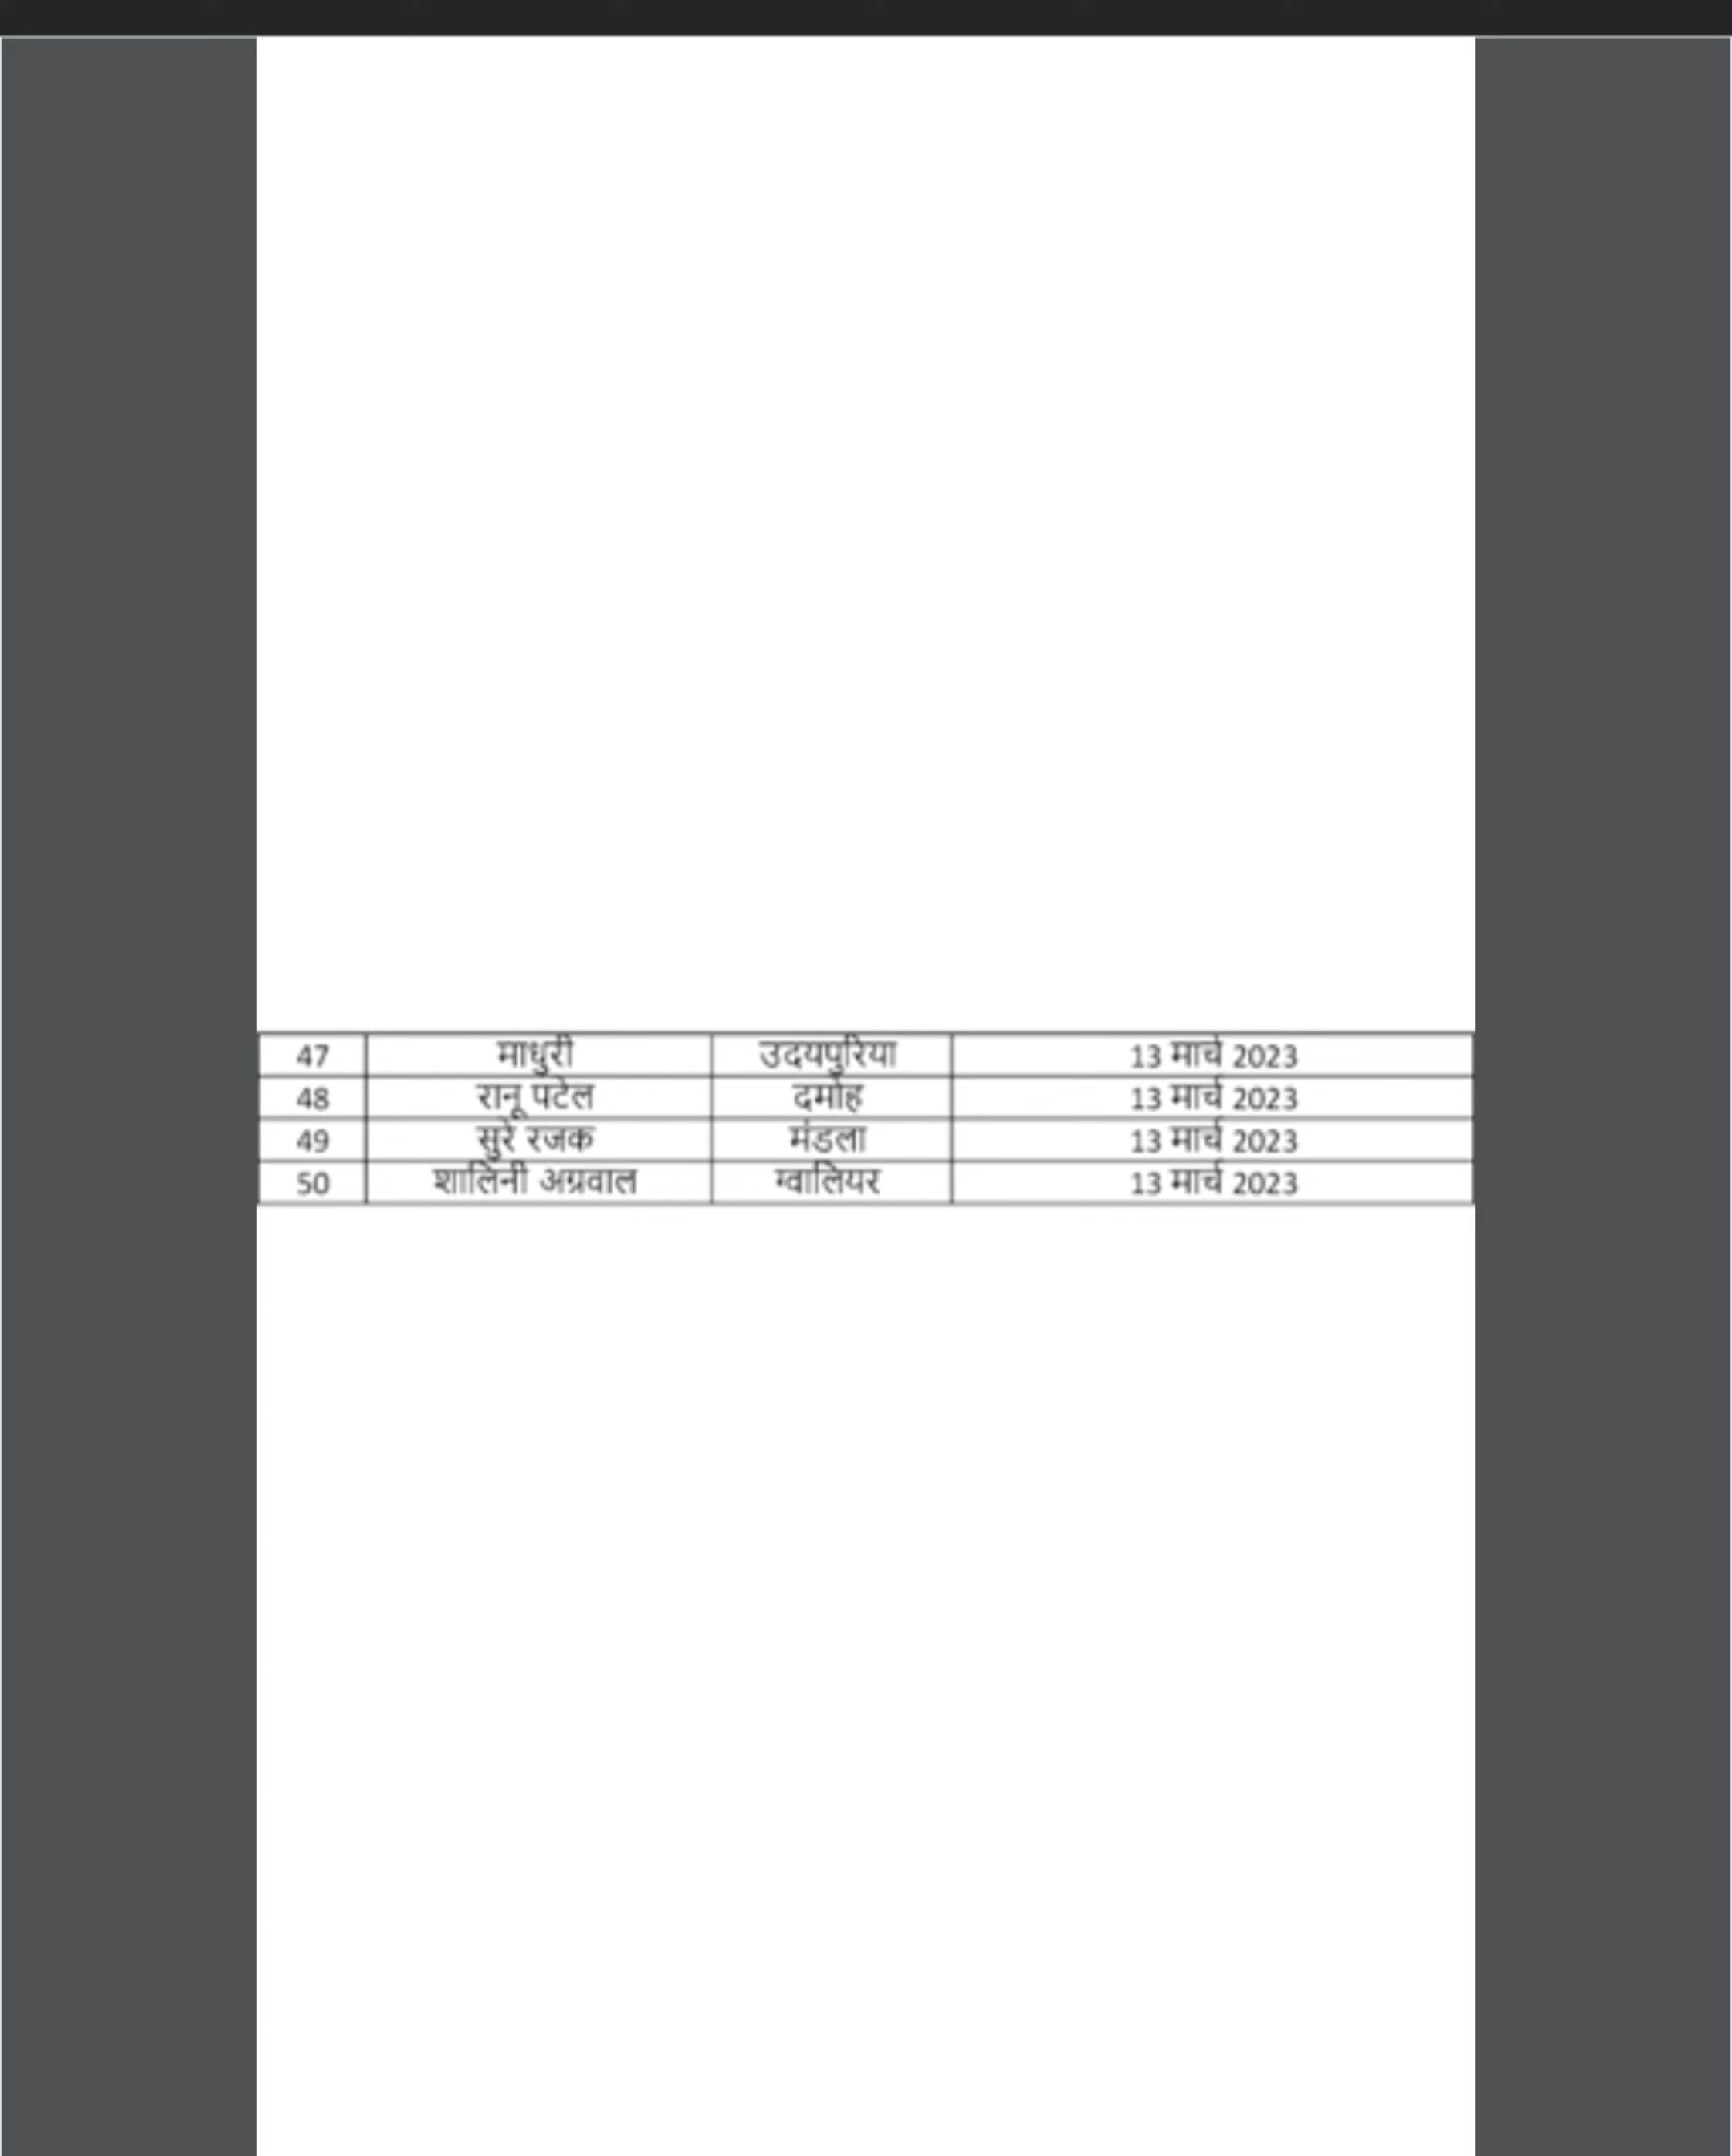 47 माधुरी उदयपुरिया 13 मार्च 2023
48 रानू पटेल दमोह 13 मार्च 2023
49 सुरे रजक मंडला 13 मार्च 2023
50 शालिनी अग्रवाल ग्वालियर 13 मार्च 2023